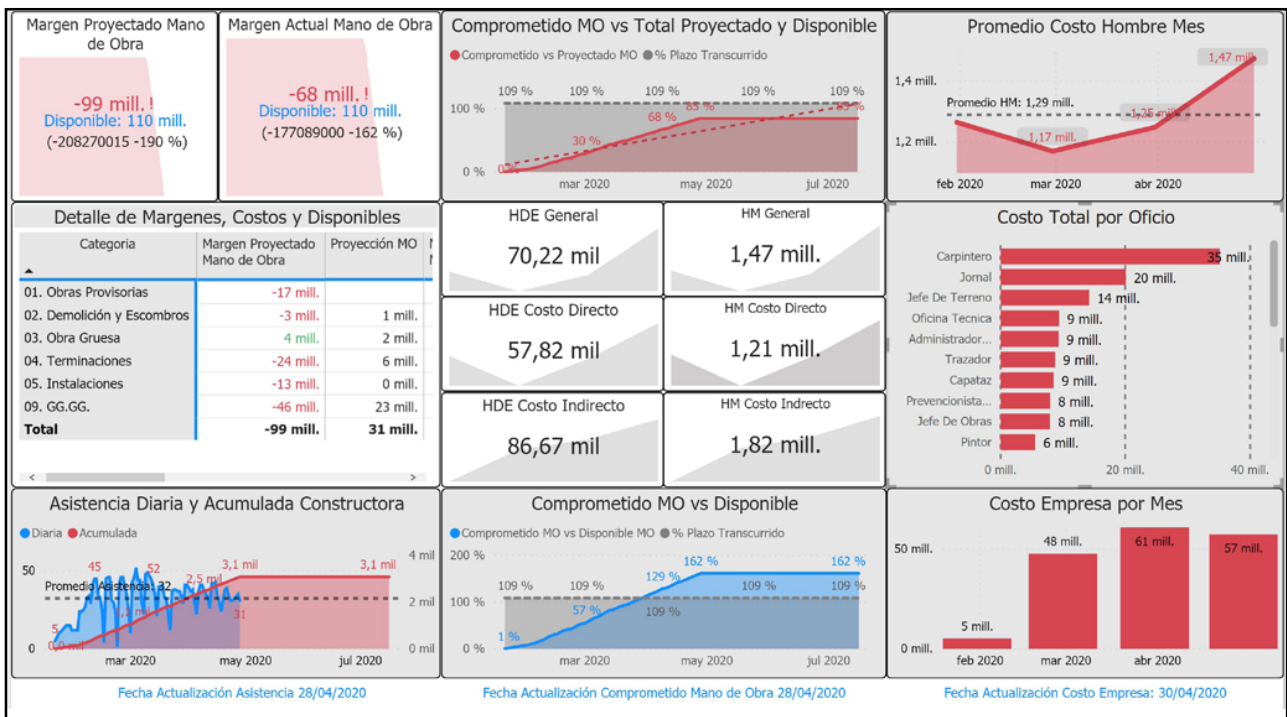 Margen Proyectado Mano
de Obra
-99 mill. !
Disponible: 110 mill.
(-208270015 -190 %)
Margen Actual Mano de Obra
-68 mill. !
Disponible: 110 mill.
(-177089000 -162 %)
Comprometido MO vs Total Proyectado y Disponible
Comprometido vs Proyectado MO % Plazo Transcurrido
109 % 109 % 109 % 109 % 109 %
100 %
85 % 85 %
68 %
30 %
0 % 0 %
mar 2020 may 2020 jul 2020
Promedio Costo Hombre Mes
1,47 mill.
1,4 mill.
Promedio HM: 1,29 mill.
1,25 mill.
1,2 mill.
1,17 mill.
feb 2020 mar 2020 abr 2020
Detalle de Margenes, Costos y Disponibles
Categoria Margen Proyectado Proyección MO
Mano de Obra
01. Obras Provisorias -17 mill.
02. Demolición y Escombros -3 mill. 1 mill.
03. Obra Gruesa 4 mill. 2 mill.
04. Terminaciones -24 mill. 6 mill.
05. Instalaciones -13 mill. 0 mill.
09. GG.GG. -46 mill. 23 mill.
Total -99 mill. 31 mill.
HDE General
70,22 mil
HM General
1,47 mill.
HDE Costo Directo
57,82 mil
HM Costo Directo
1,21 mill.
HDE Costo Indirecto
86,67 mil
HM Costo Indrecto
1,82 mill.
Costo Total por Oficio
Carpintero 35 mill.
Jornal 20 mill.
Jefe De Terreno 14 mill.
Oficina Tecnica 9 mill.
Administrador... 9 mill.
Trazador 9 mill.
Capataz 9 mill.
Prevencionista... 8 mill.
Jefe De Obras 8 mill.
Pintor 6 mill.
0 mill. 20 mill. 40 mill.
Asistencia Diaria y Acumulada Constructora
Diaria Acumulada
4 mil
45 52 3,1 mil 3,1 mil
50
2,5 mil
Promedio Asistencia: 32
2 mil
5 31
0 0,0 mil 0 mil
mar 2020 may 2020 jul 2020
Comprometido MO vs Disponible
Comprometido MO vs Disponible MO % Plazo Transcurrido
200 %
162 % 162 %
129 %
109 % 109 % 109 % 109 %
100 %
57 % 109 %
1 %
0 %
mar 2020 may 2020 jul 2020
Costo Empresa por Mes
61 mill.
57 mill.
50 mill. 48 mill.
5 mill.
0 mill.
feb 2020 mar 2020 abr 2020
Fecha Actualización Asistencia 28/04/2020
Fecha Actualización Comprometido Mano de Obra 28/04/2020
Fecha Actualización Costo Empresa: 30/04/2020